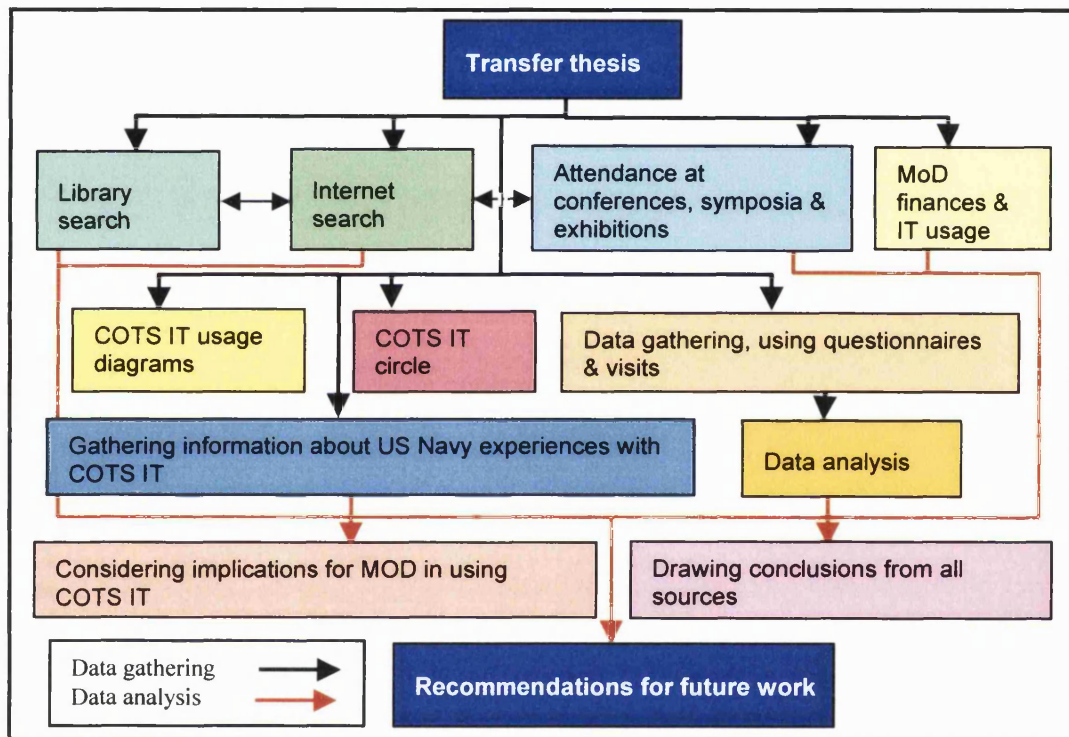 Transfer thesis
Library
search
Internet
search
Attendance at
conferences, symposia &
exhibitions
MoD
finances &
IT usage
COTS IT usage
diagrams
COTS IT
circle
Data gathering, using questionnaires
& visits
Gathering information about US Navy experiences with
COTS IT
Data analysis
Considering implications for MOD in using
COTS IT
Drawing conclusions from all
sources
Data gathering
Data analysis
Recommendations for future work